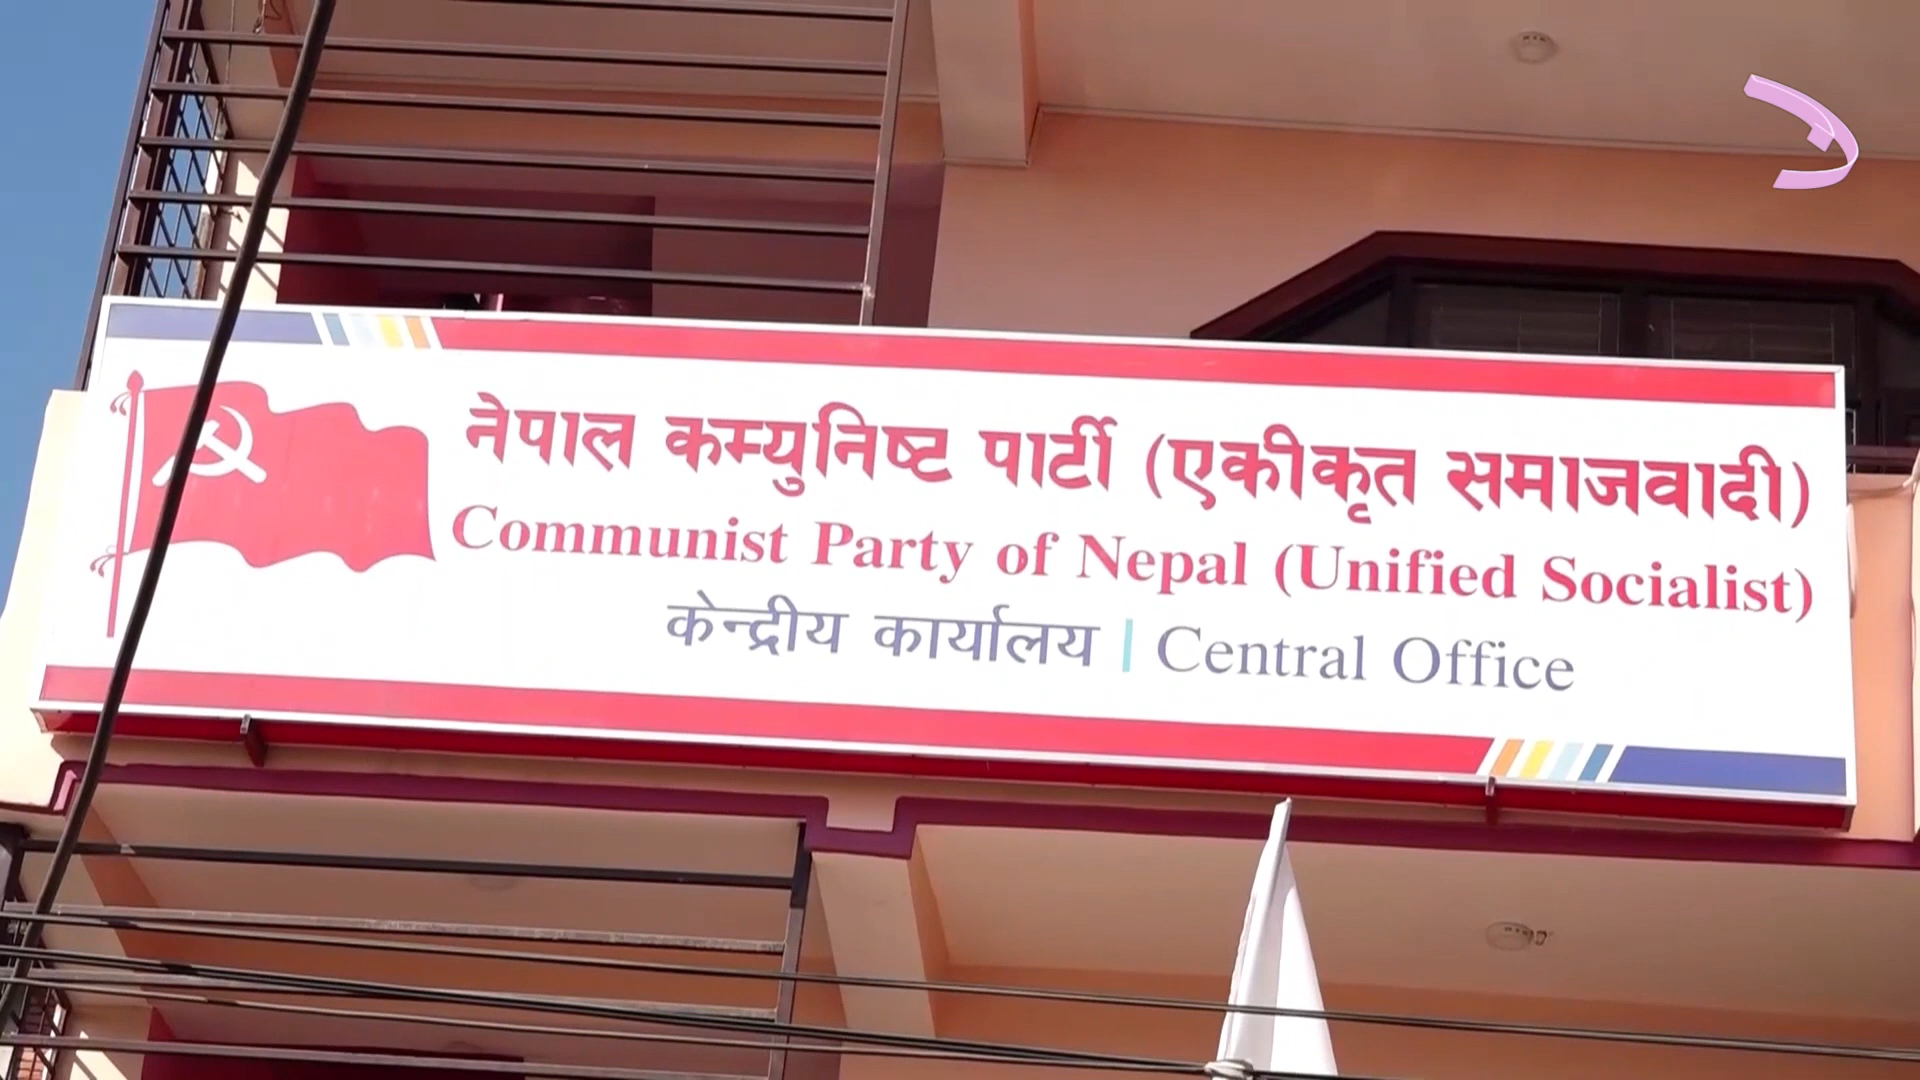 नेपाल कम्युनिष्ट पार्टी (एकीकृत समाजवादी)
Communist Party of Nepal (Unified Socialist)
केन्द्रीय कार्यालय | Central Office